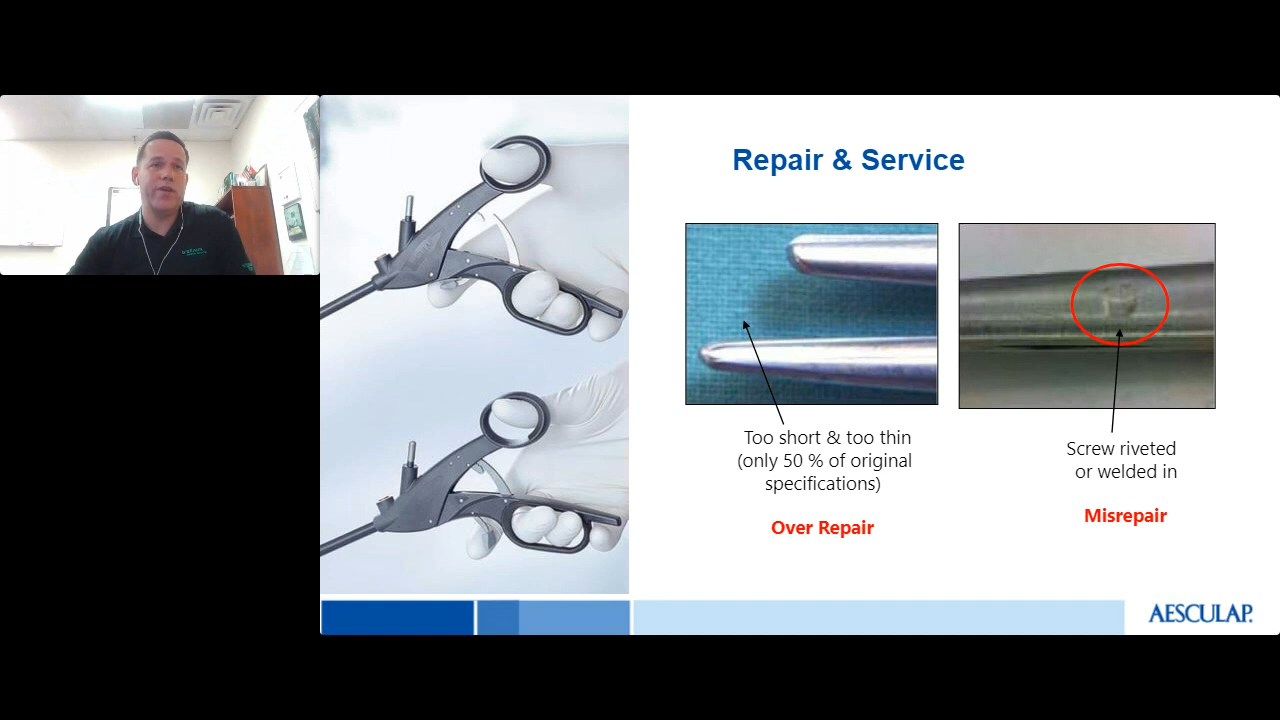 Repair & Service
Too short & too thin
(only 50 % of original
specifications)
Over Repair
Screw riveted
or welded in
Misrepair
AESCULAP.